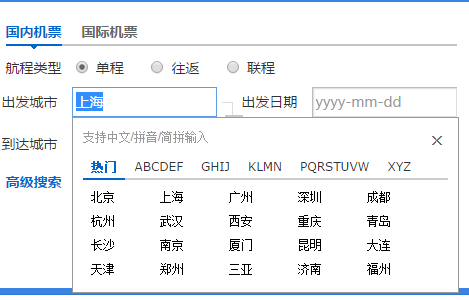 国内机票 国际机票
航程类型 单程 往返 联程
出发城市 上海 出发日期 yyyy-mm-dd
支持中文/拼音/简拼输入
到达城市
热门 ABCDEF GHIJ KLMN PQRSTUVW XYZ
高级搜索
北京 上海 广州 深圳 成都
杭州 武汉 西安 重庆 青岛
长沙 南京 厦门 昆明 大连
天津 郑州 三亚 济南 福州